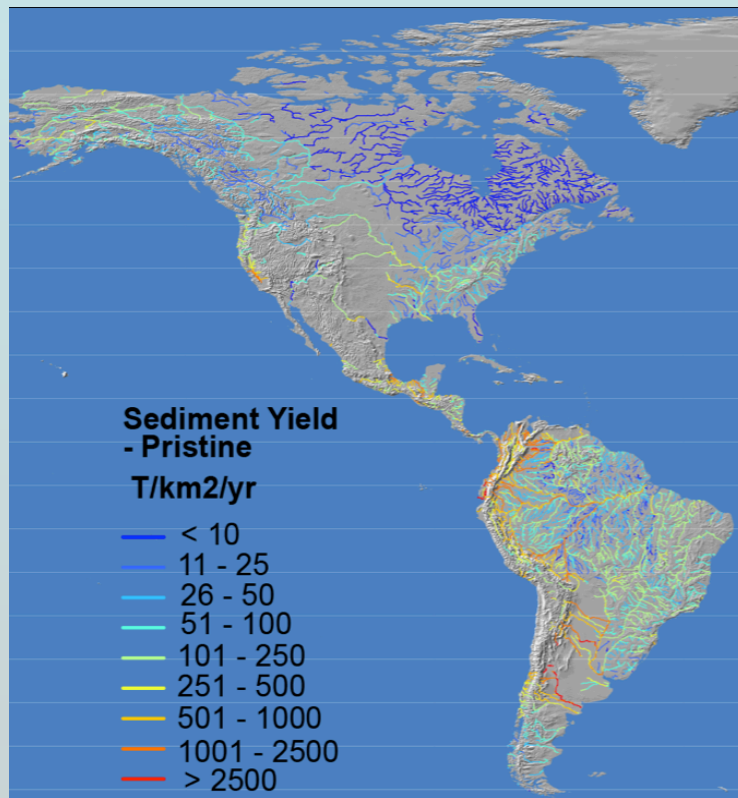 Sediment Yield
- Pristine
T/km2/yr
< 10
11 - 25
26 - 50
51 - 100
101 - 250
251 - 500
501 - 1000
1001 - 2500
> 2500